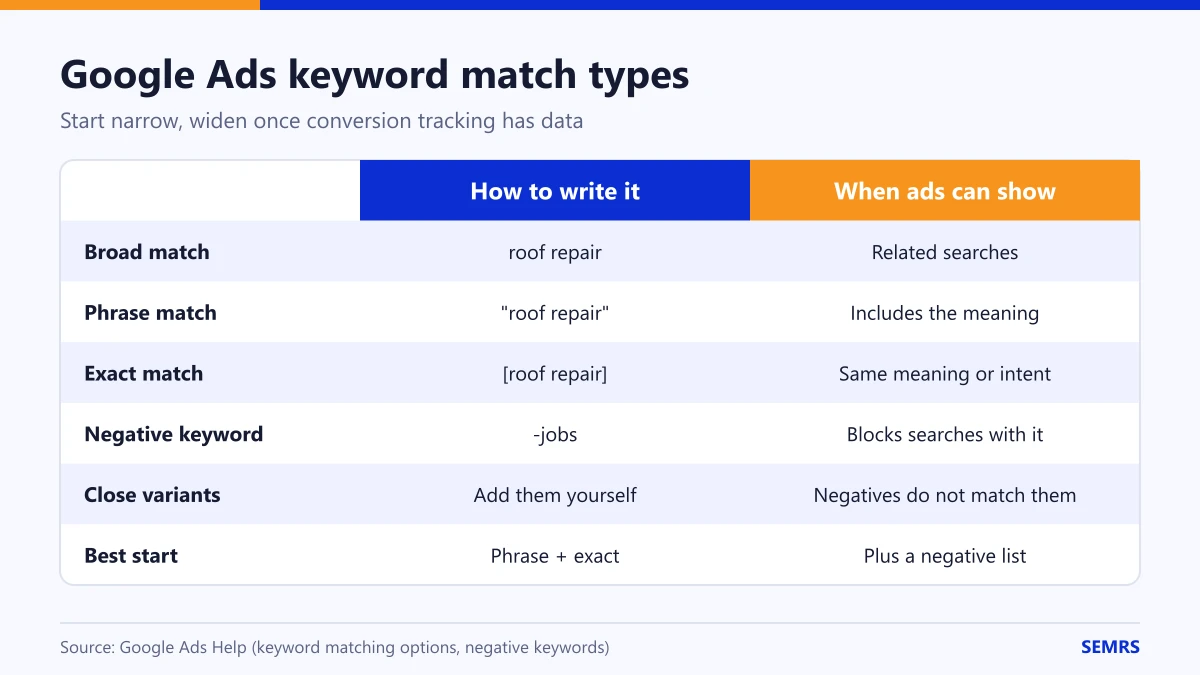 Google Ads keyword match types
Start narrow, widen once conversion tracking has data
How to write it When ads can show
Broad match roof repair Related searches
Phrase match "roof repair" Includes the meaning
Exact match [roof repair] Same meaning or intent
Negative keyword -jobs Blocks searches with it
Close variants Add them yourself Negatives do not match them
Best start Phrase + exact Plus a negative list
Source: Google Ads Help (keyword matching options, negative keywords) SEMRS